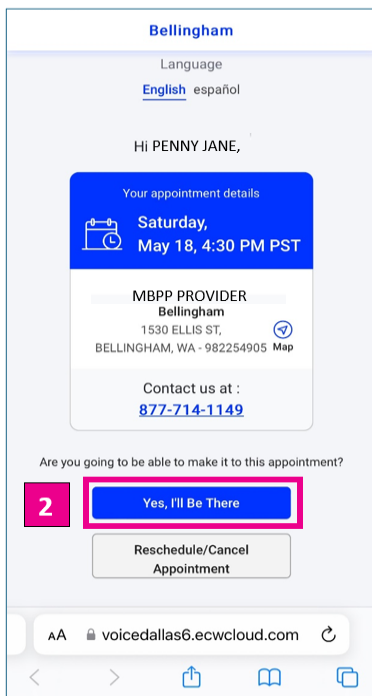 Bellingham
Language
English español
Hi PENNY JANE,
Your appointment details
Saturday,
May 18, 4:30 PM PST
MBPP PROVIDER
Bellingham
1530 ELLIS ST,
BELLINGHAM, WA - 982254905 Map
Contact us at :
877-714-1149
Are you going to be able to make it to this appointment?
2 Yes, I'll Be There
Reschedule/Cancel
Appointment
AA voicedallas6.ecwcloud.com